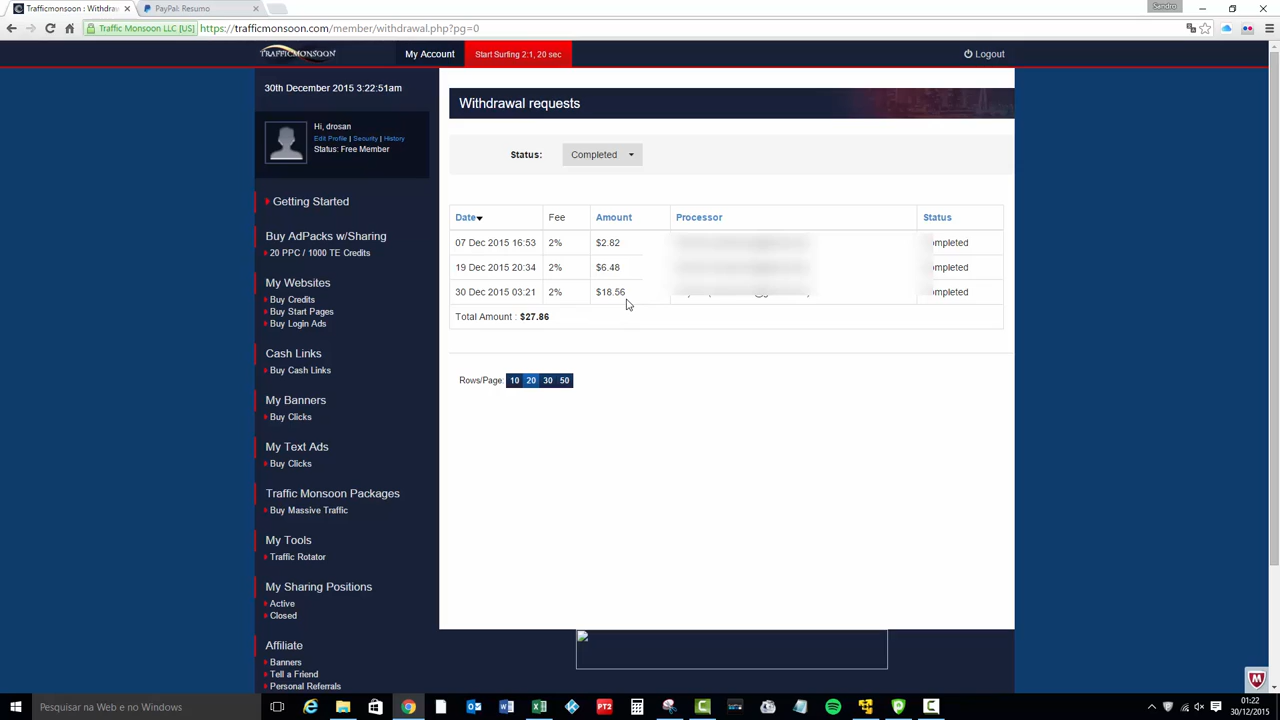 Trafficmonsoon : Withdraw
PayPal: Resumo
Sandro
Traffic Monsoon LLC [US]
https://trafficmonsoon.com/member/withdrawal.php?pg=0
TRAFFICMONSOON
My Account
Start Surfing 2:1, 20 sec
Logout
30th December 2015 3:22:51am
Hi, drosan
Edit Profile | Security | History
Status: Free Member
Getting Started
Buy AdPacks w/Sharing
20 PPC / 1000 TE Credits
My Websites
Buy Credits
Buy Start Pages
Buy Login Ads
Cash Links
Buy Cash Links
My Banners
Buy Clicks
My Text Ads
Buy Clicks
Traffic Monsoon Packages
Buy Massive Traffic
My Tools
Traffic Rotator
My Sharing Positions
Active
Closed
Affiliate
Banners
Tell a Friend
Personal Referrals
Withdrawal requests
Status: Completed
Date Fee Amount Processor Status
07 Dec 2015 16:53 2% $2.82 ompleted
19 Dec 2015 20:34 2% $6.48 ompleted
30 Dec 2015 03:21 2% $18.56 ompleted
Total Amount : $27.86
Rows/Page: 10 20 30 50
Pesquisar na Web e no Windows
PT2
01:22
30/12/2015